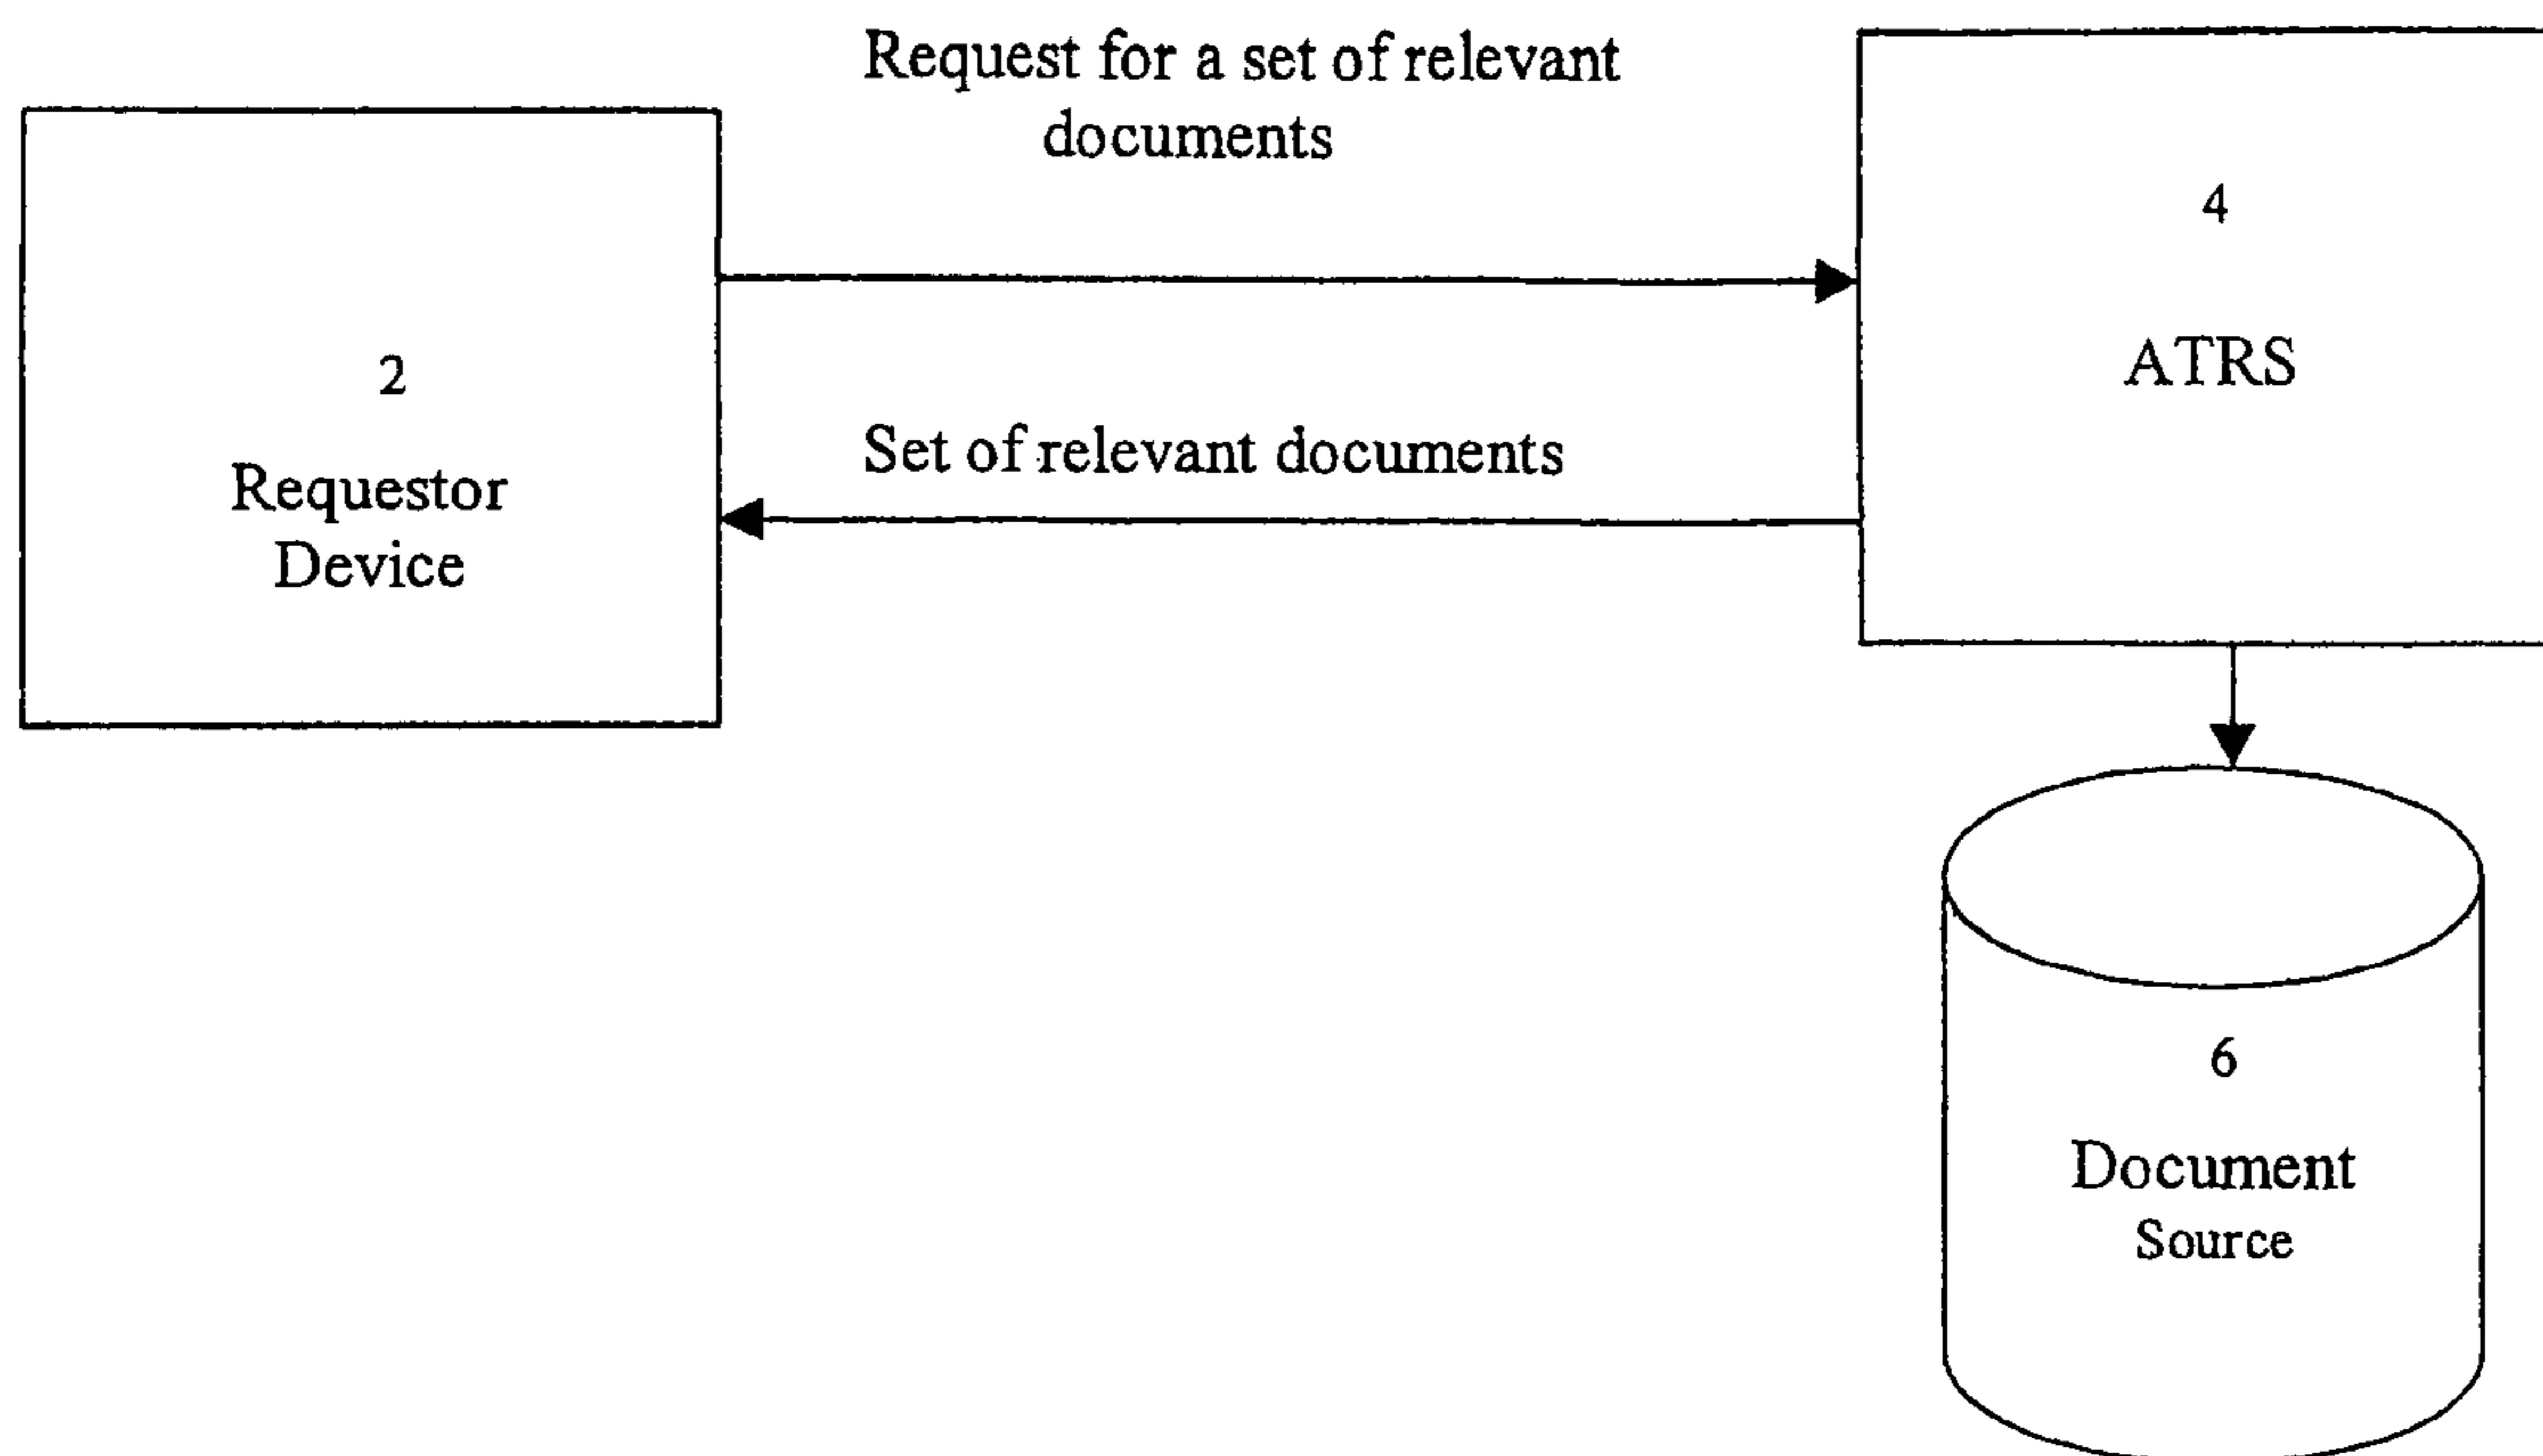 Request for a set of relevant
documents
4
ATRS
2
Requestor
Device
Set of relevant documents
6
Document
Source